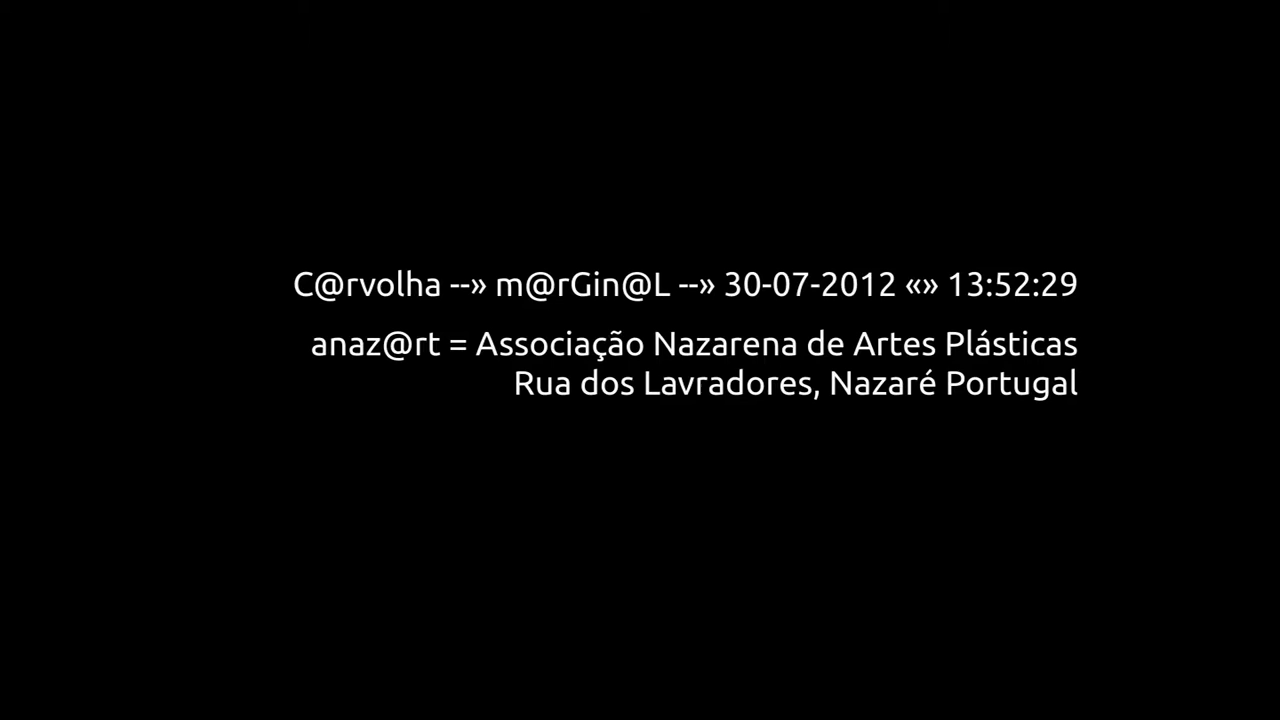 C@rvolha --» m@rGin@L --» 30-07-2012 «» 13:52:29
anaz@rt = Associação Nazarena de Artes Plásticas
Rua dos Lavradores, Nazaré Portugal